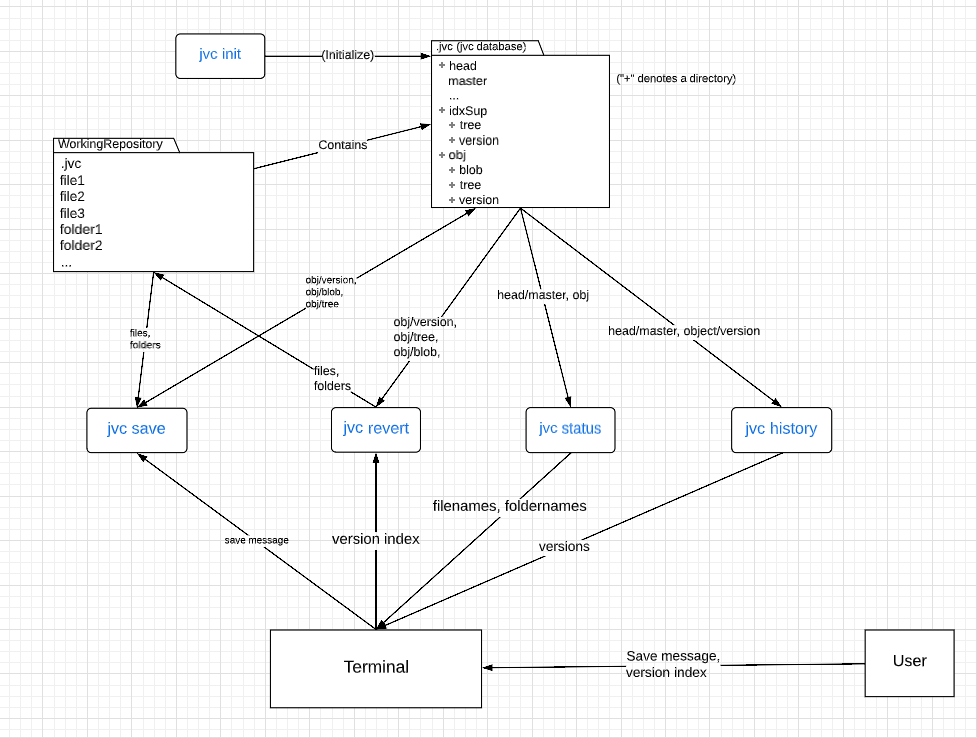 jvc init
(Initialize)
.jvc (jvc database)
+ head
master
...
+ idxSup
+ tree
+ version
+ obj
+ blob
+ tree
+ version
("+" denotes a directory)
WorkingRepository
.jvc
file1
file2
file3
folder1
folder2
...
Contains
obj/version,
obj/blob,
obj/tree
head/master, obj
obj/version,
obj/tree,
obj/blob,
head/master, object/version
files,
folders
files,
folders
jvc save
jvc revert
jvc status
jvc history
filenames, foldernames
save message
version index
versions
Terminal
Save message,
version index
User